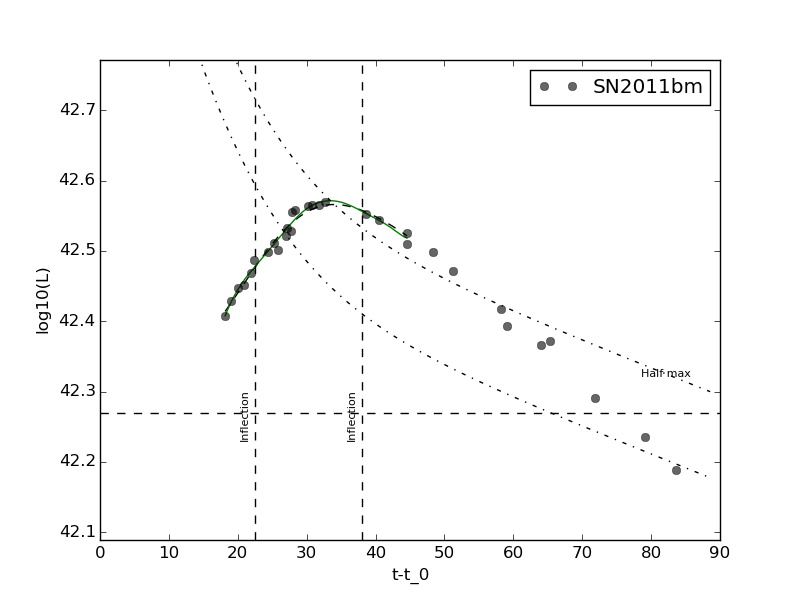 SN2011bm
42.7
42.6
42.5
42.4
42.3
42.2
42.1
log10(L)
Half max
Inflection
Inflection
0 10 20 30 40 50 60 70 80 90
t-t_0